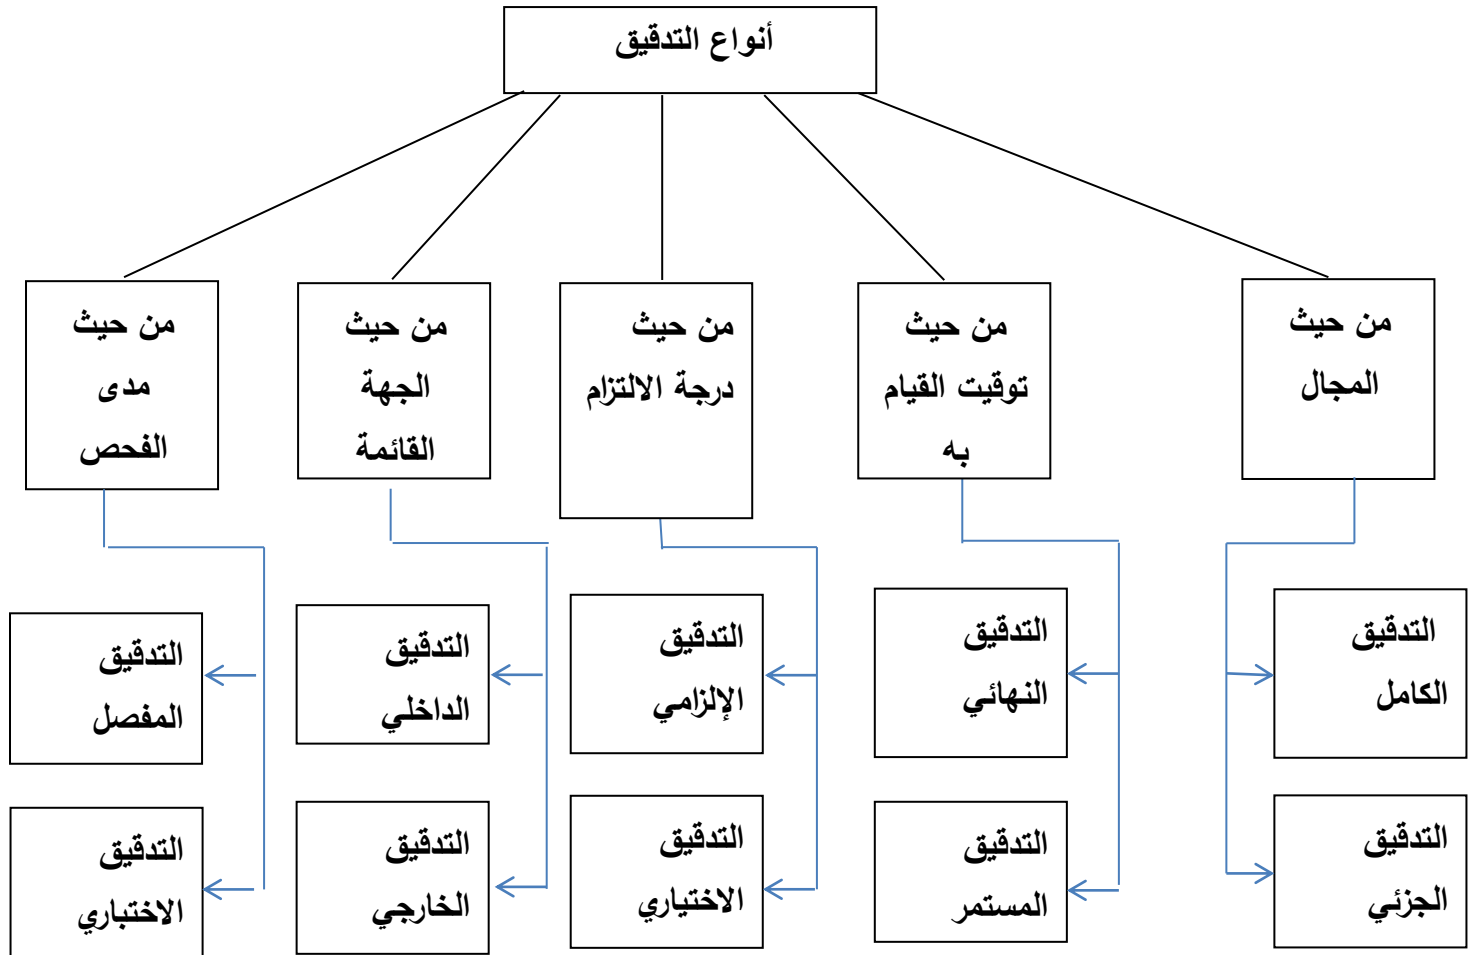 أنواع التدقيق
من حيث
المجال
من حيث
توقيت القيام
به
من حيث
درجة الالتزام
من حيث
الجهة
القائمة
من حيث
مدى
الفحص
التدقيق
الكامل
التدقيق
النهائي
التدقيق
الإلزامي
التدقيق
الداخلي
التدقيق
المفصل
التدقيق
الجزئي
التدقيق
المستمر
التدقيق
الاختياري
التدقيق
الخارجي
التدقيق
الاختباري